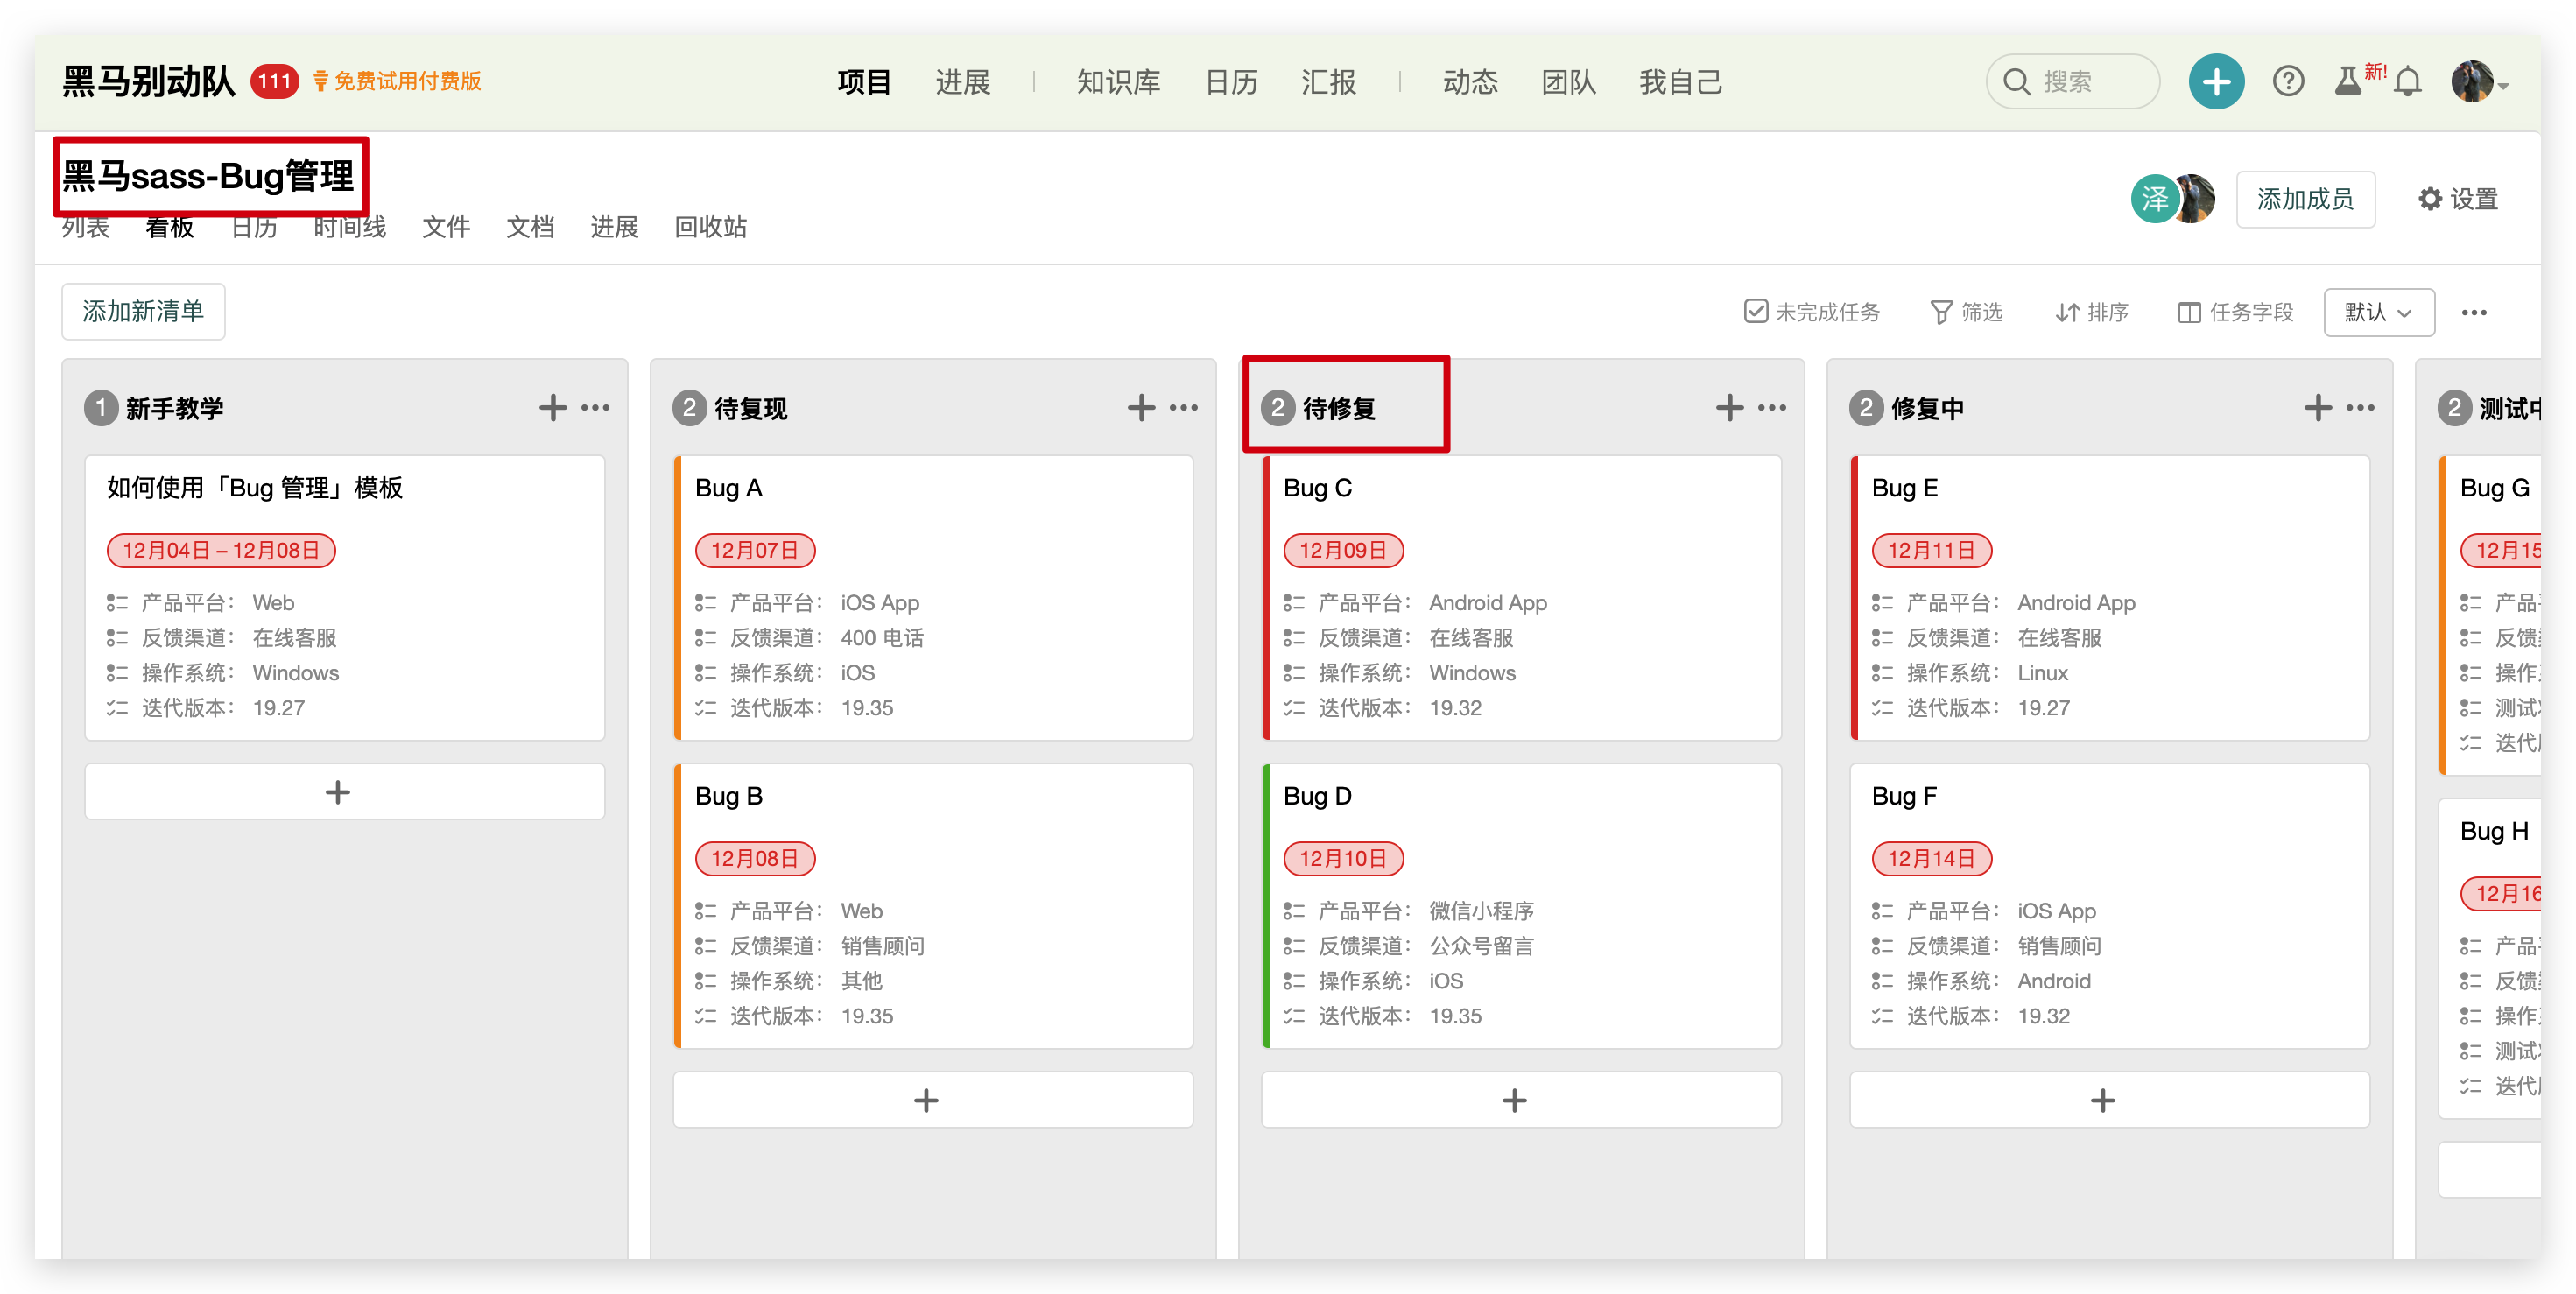 黑马别动队 111 免费试用付费版 项目 进展 知识库 日历 汇报 动态 团队 我自己 搜索 新!
黑马sass-Bug管理
列表 看板 日历 时间线 文件 文档 进展 回收站 泽 添加成员 设置
添加新清单 未完成任务 筛选 排序 任务字段 默认
1 新手教学
如何使用「Bug 管理」模板
12月04日 – 12月08日
产品平台： Web
反馈渠道： 在线客服
操作系统： Windows
迭代版本： 19.27
2 待复现
Bug A
12月07日
产品平台： iOS App
反馈渠道： 400 电话
操作系统： iOS
迭代版本： 19.35
Bug B
12月08日
产品平台： Web
反馈渠道： 销售顾问
操作系统： 其他
迭代版本： 19.35
2 待修复
Bug C
12月09日
产品平台： Android App
反馈渠道： 在线客服
操作系统： Windows
迭代版本： 19.32
Bug D
12月10日
产品平台： 微信小程序
反馈渠道： 公众号留言
操作系统： iOS
迭代版本： 19.35
2 修复中
Bug E
12月11日
产品平台： Android App
反馈渠道： 在线客服
操作系统： Linux
迭代版本： 19.27
Bug F
12月14日
产品平台： iOS App
反馈渠道： 销售顾问
操作系统： Android
迭代版本： 19.32
2 测试中
Bug G
12月15
产品
反馈
操作
测试
迭代
Bug H
12月16
产品
反馈
操作
测试
迭代